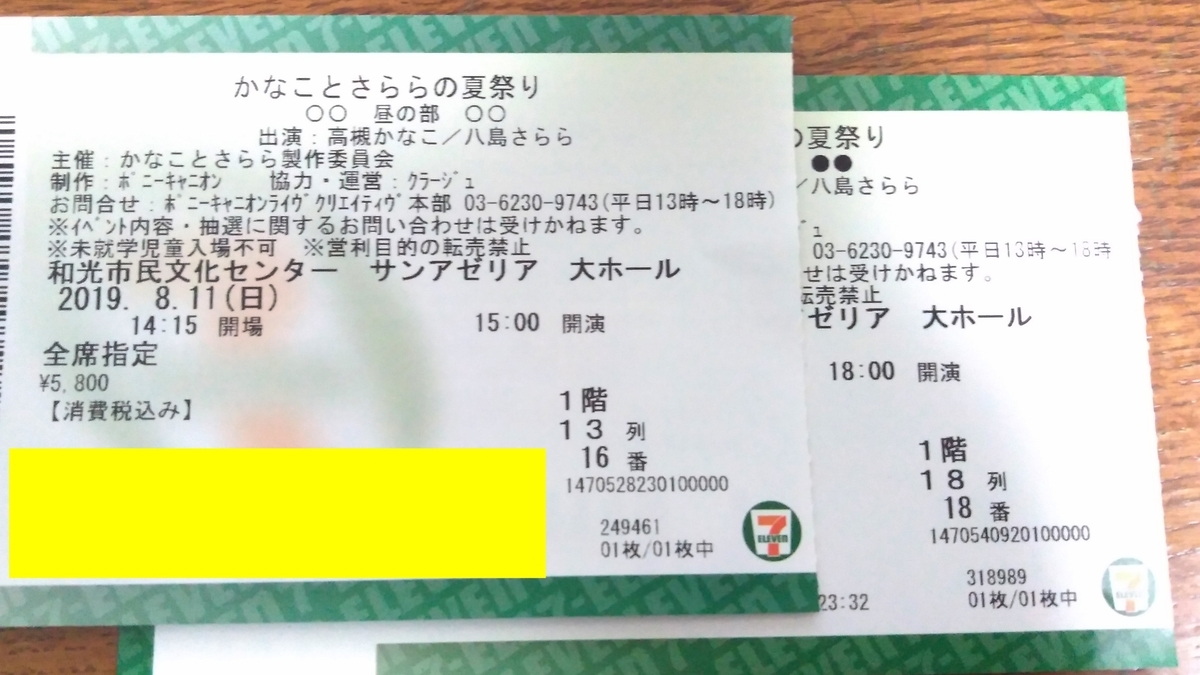 7-ELEVEN
かなことさららの夏祭り
○○ 昼の部 ○○
出演：高槻かなこ／八島さらら
主催：かなことさらら製作委員会
制作：ﾎﾟﾆｰｷｬﾆｵﾝ 協力・運営：ｸﾗｰｼﾞｭ
お問合せ：ﾎﾟﾆｰｷｬﾆｵﾝﾗｲｳﾞｸﾘｴｲﾃｨｳﾞ本部 03-6230-9743(平日13時～18時)
※ｲﾍﾞﾝﾄ内容・抽選に関するお問い合わせは受けかねます。
※未就学児童入場不可 ※営利目的の転売禁止
和光市民文化センター サンアゼリア 大ホール
2019. 8.11(日)
14:15 開場 15:00 開演
全席指定
¥5,800
【消費税込み】
1階
13 列
16 番
1470528230100000
249461
01枚/01枚中
7 ELEVEN
の夏祭り
●●
／八島さらら
ｼﾞｭ
03-6230-9743(平日13時～18時
せは受けかねます。
転売禁止
ゼリア 大ホール
18:00 開演
1階
18 列
18 番
1470540920100000
318989
23:32 01枚/01枚中
7 ELEVEN
7-ELEVEN